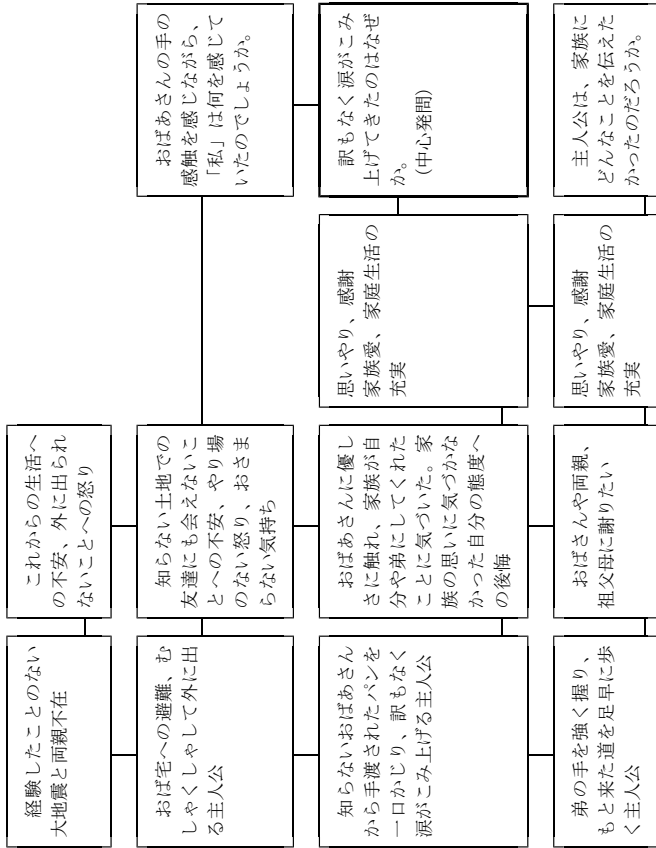 経験したことのない
大地震と両親不在
これからの生活へ
の不安、外に出られ
ないことへの怒り
おば宅への避難、む
しゃくしゃして外に出
る主人公
知らない土地での
友達にも会えないこ
とへの不安、やり場
のない怒り、おさま
らない気持ち
おばあさんの手の
感触を感じながら、
「私」は何を感じて
いたのでしょうか。
知らないおばあさん
から手渡されたパンを
一口かじり、訳もなく
涙がこみ上げる主人公
おばあさんに優し
さに触れ、家族が自
分や弟にしてくれた
ことに気づいた。家
族の思いに気づかな
かった自分の態度へ
の後悔
思いやり、感謝
家族愛、家庭生活の
充実
訳もなく涙がこみ
上げてきたのはなぜ
か。
(中心発問)
弟の手を強く握り、
もと来た道を足早に歩
く主人公
おばさんや両親、
祖父母に謝りたい
思いやり、感謝
家族愛、家庭生活の
充実
主人公は、家族に
どんなことを伝えた
かったのだろうか。